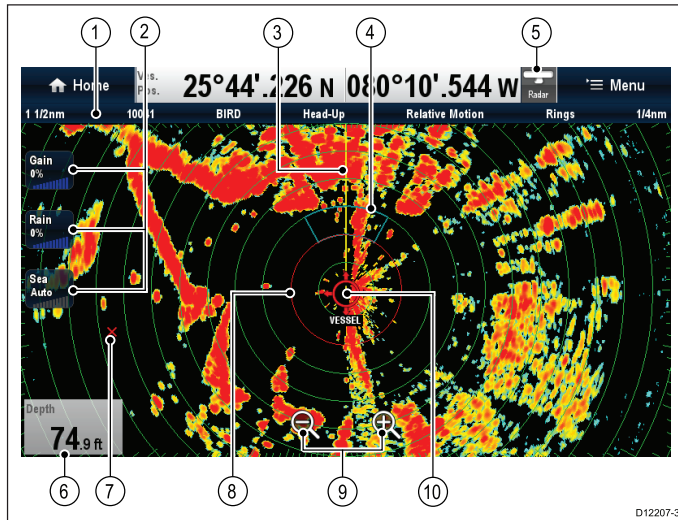 1 2 3 4 5
Home Ves. Pos. 25°44'.226 N 080°10'.544 W Radar Menu
1 1/2nm 10041 BIRD Head-Up Relative Motion Rings 1/4nm
Gain
0%
Rain
0%
Sea
Auto
VESSEL
Depth
74.9 ft
6 7 8 9 10
D12207-3